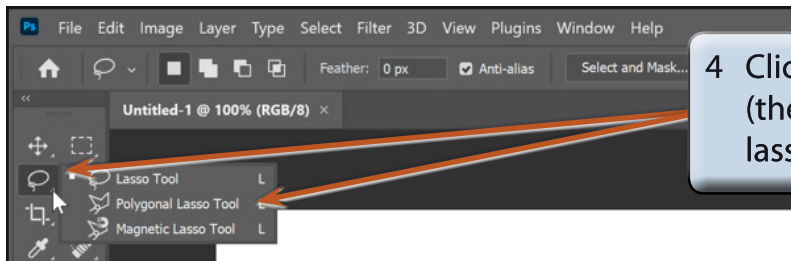 Ps File Edit Image Layer Type Select Filter 3D View Plugins Window Help
Feather: 0 px Anti-alias Select and Mask...
Untitled-1 @ 100% (RGB/8) ×
Lasso Tool L
Polygonal Lasso Tool L
Magnetic Lasso Tool L
4 Clic
(the
lass